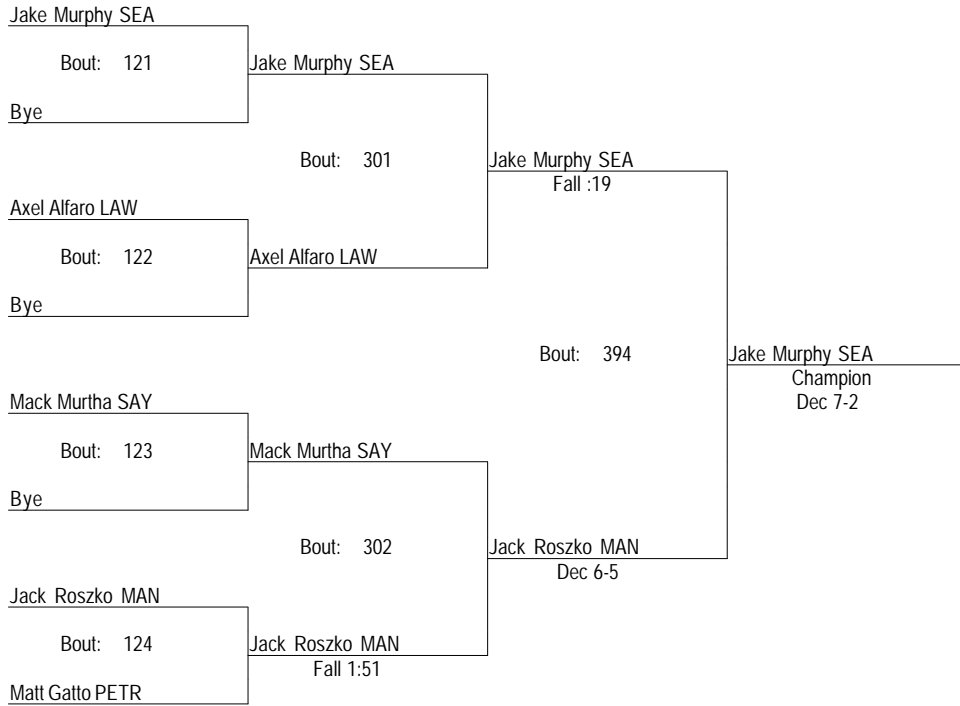 Jake Murphy SEA
Bout: 121
Jake Murphy SEA
Bye
Bout: 301
Jake Murphy SEA
Fall :19
Axel Alfaro LAW
Bout: 122
Axel Alfaro LAW
Bye
Bout: 394
Jake Murphy SEA
Champion
Dec 7-2
Mack Murtha SAY
Bout: 123
Mack Murtha SAY
Bye
Bout: 302
Jack Roszko MAN
Dec 6-5
Jack Roszko MAN
Bout: 124
Jack Roszko MAN
Fall 1:51
Matt Gatto PETR